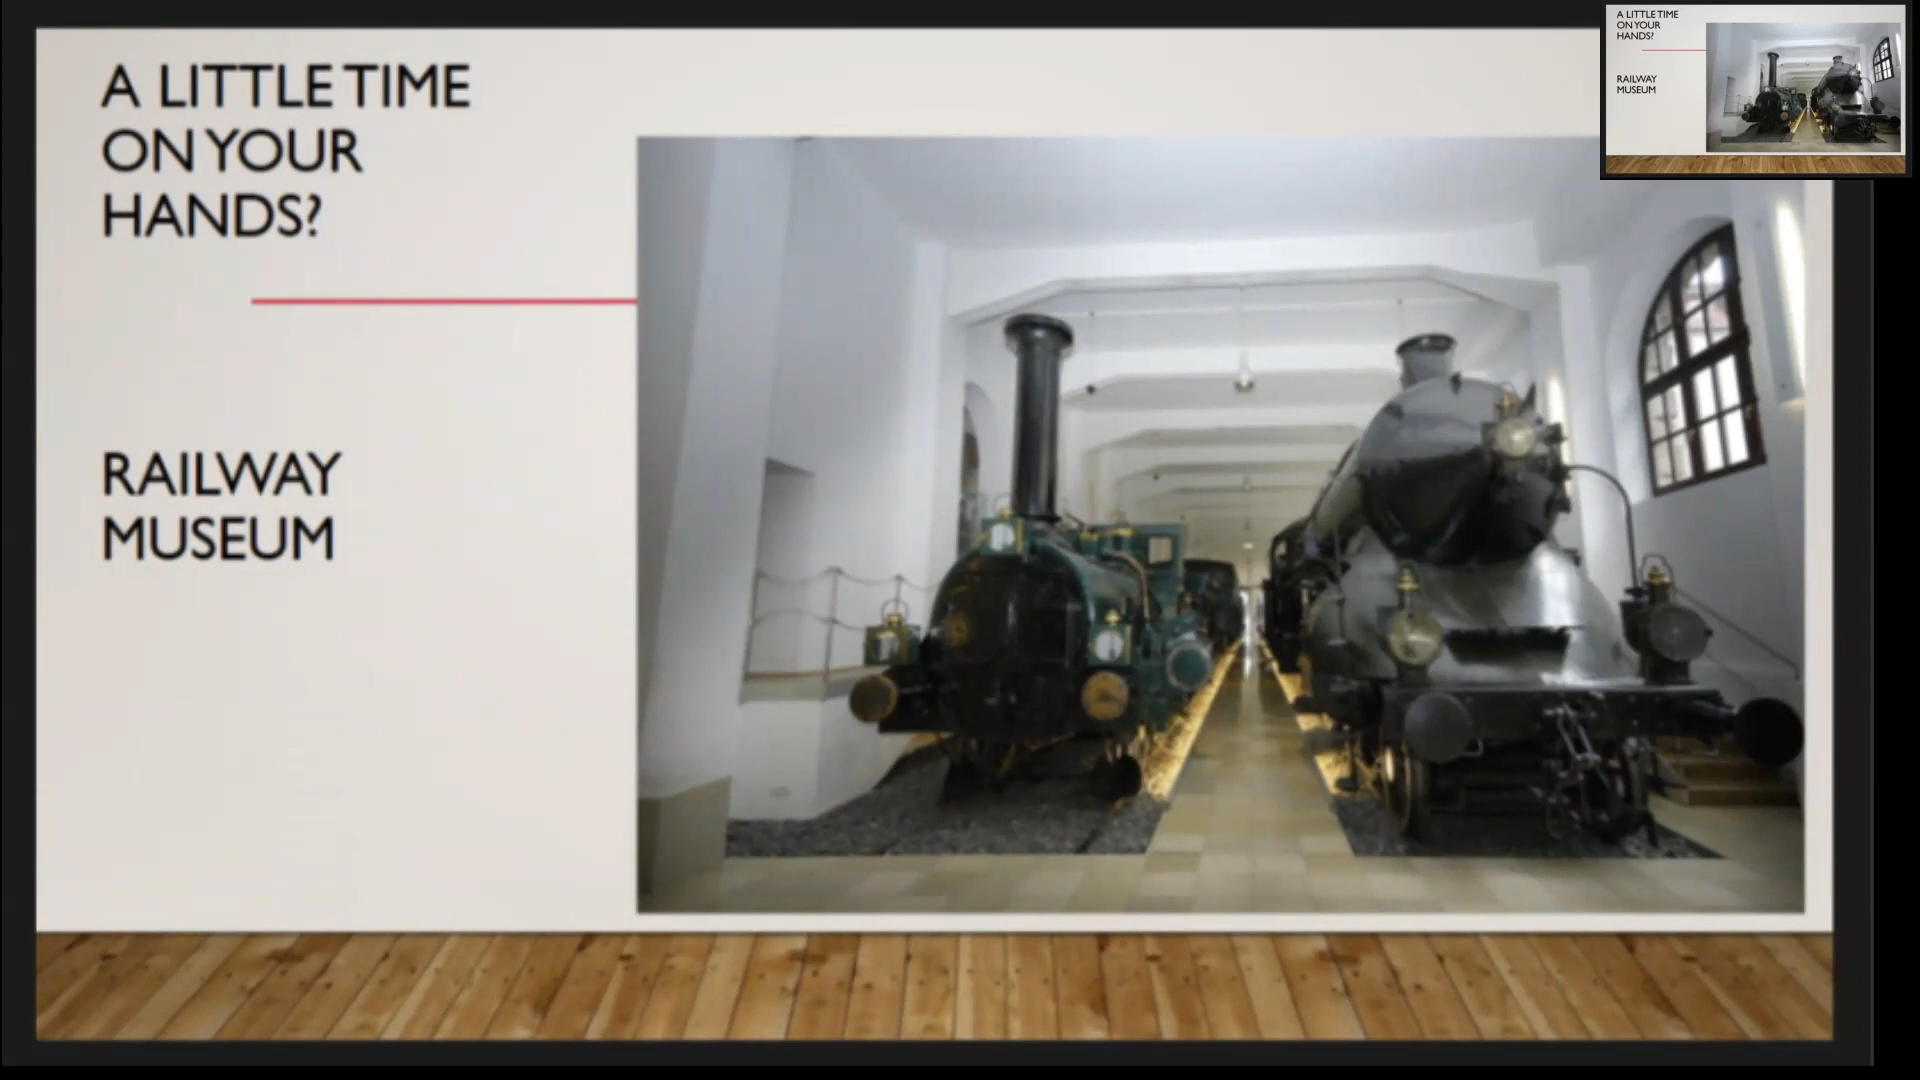 A LITTLE TIME
ON YOUR
HANDS?
RAILWAY
MUSEUM
A LITTLE TIME
ON YOUR
HANDS?
RAILWAY
MUSEUM